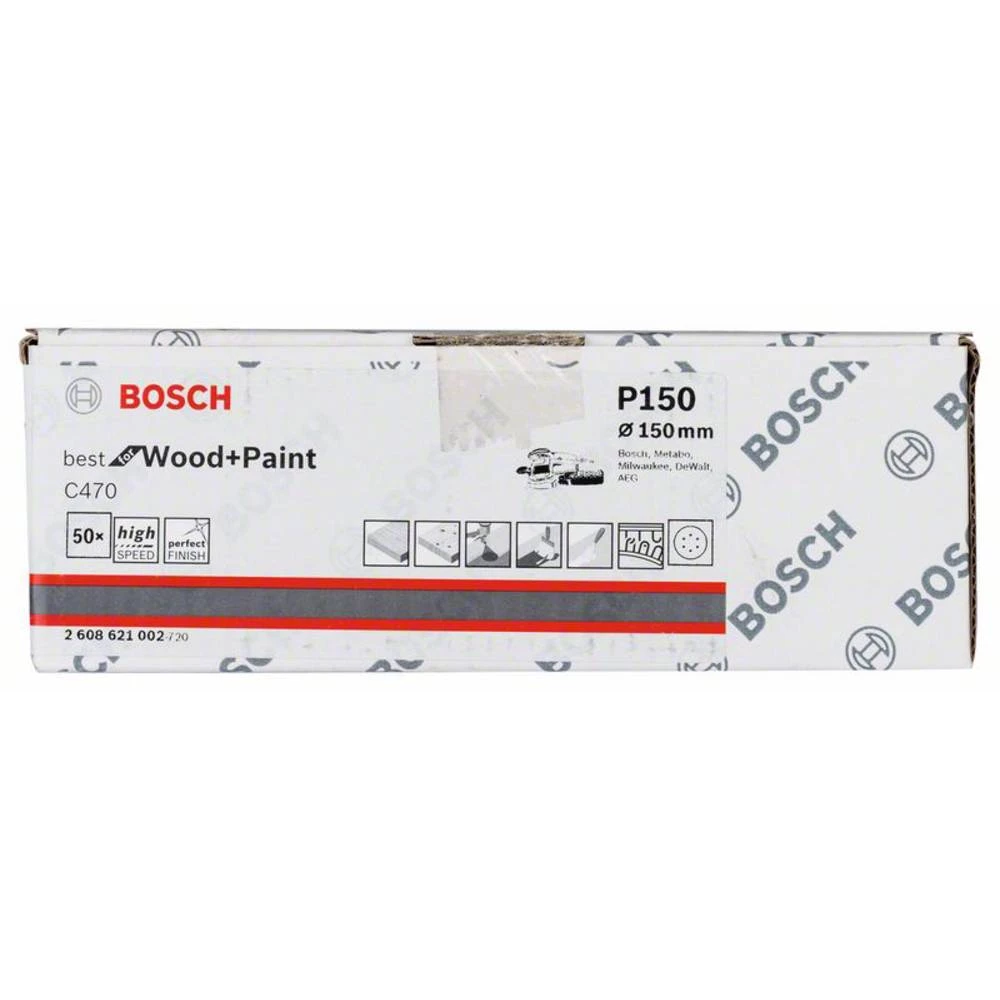 BOSCH
best for Wood+Paint
C470
50x
high
SPEED
perfect
FINISH
P150
Ø 150 mm
Bosch, Metabo,
Milwaukee, DeWalt,
AEG
2 608 621 002-720
BOSCH
BOSCH
BOSCH